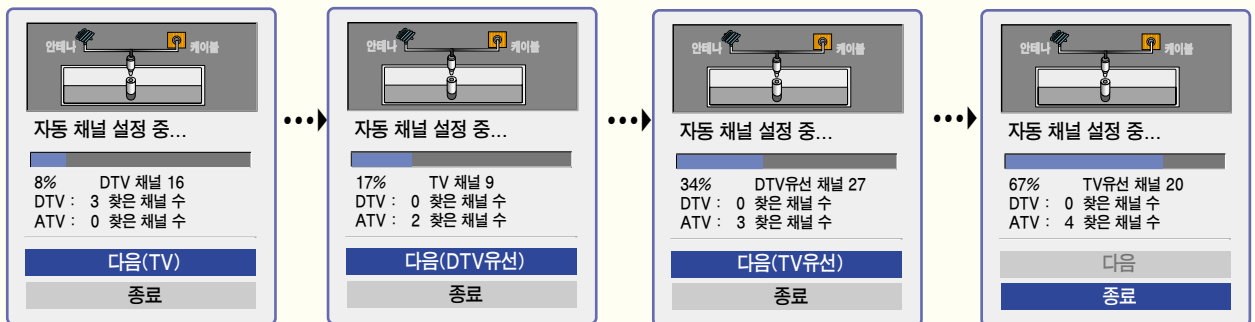 안테나
케이블
자동 채널 설정 중...
8% DTV 채널 16
DTV : 3 찾은 채널 수
ATV : 0 찾은 채널 수
다음(TV)
종료
안테나
케이블
자동 채널 설정 중...
17% TV 채널 9
DTV : 0 찾은 채널 수
ATV : 2 찾은 채널 수
다음(DTV유선)
종료
안테나
케이블
자동 채널 설정 중...
34% DTV유선 채널 27
DTV : 0 찾은 채널 수
ATV : 3 찾은 채널 수
다음(TV유선)
종료
안테나
케이블
자동 채널 설정 중...
67% TV유선 채널 20
DTV : 0 찾은 채널 수
ATV : 4 찾은 채널 수
다음
종료